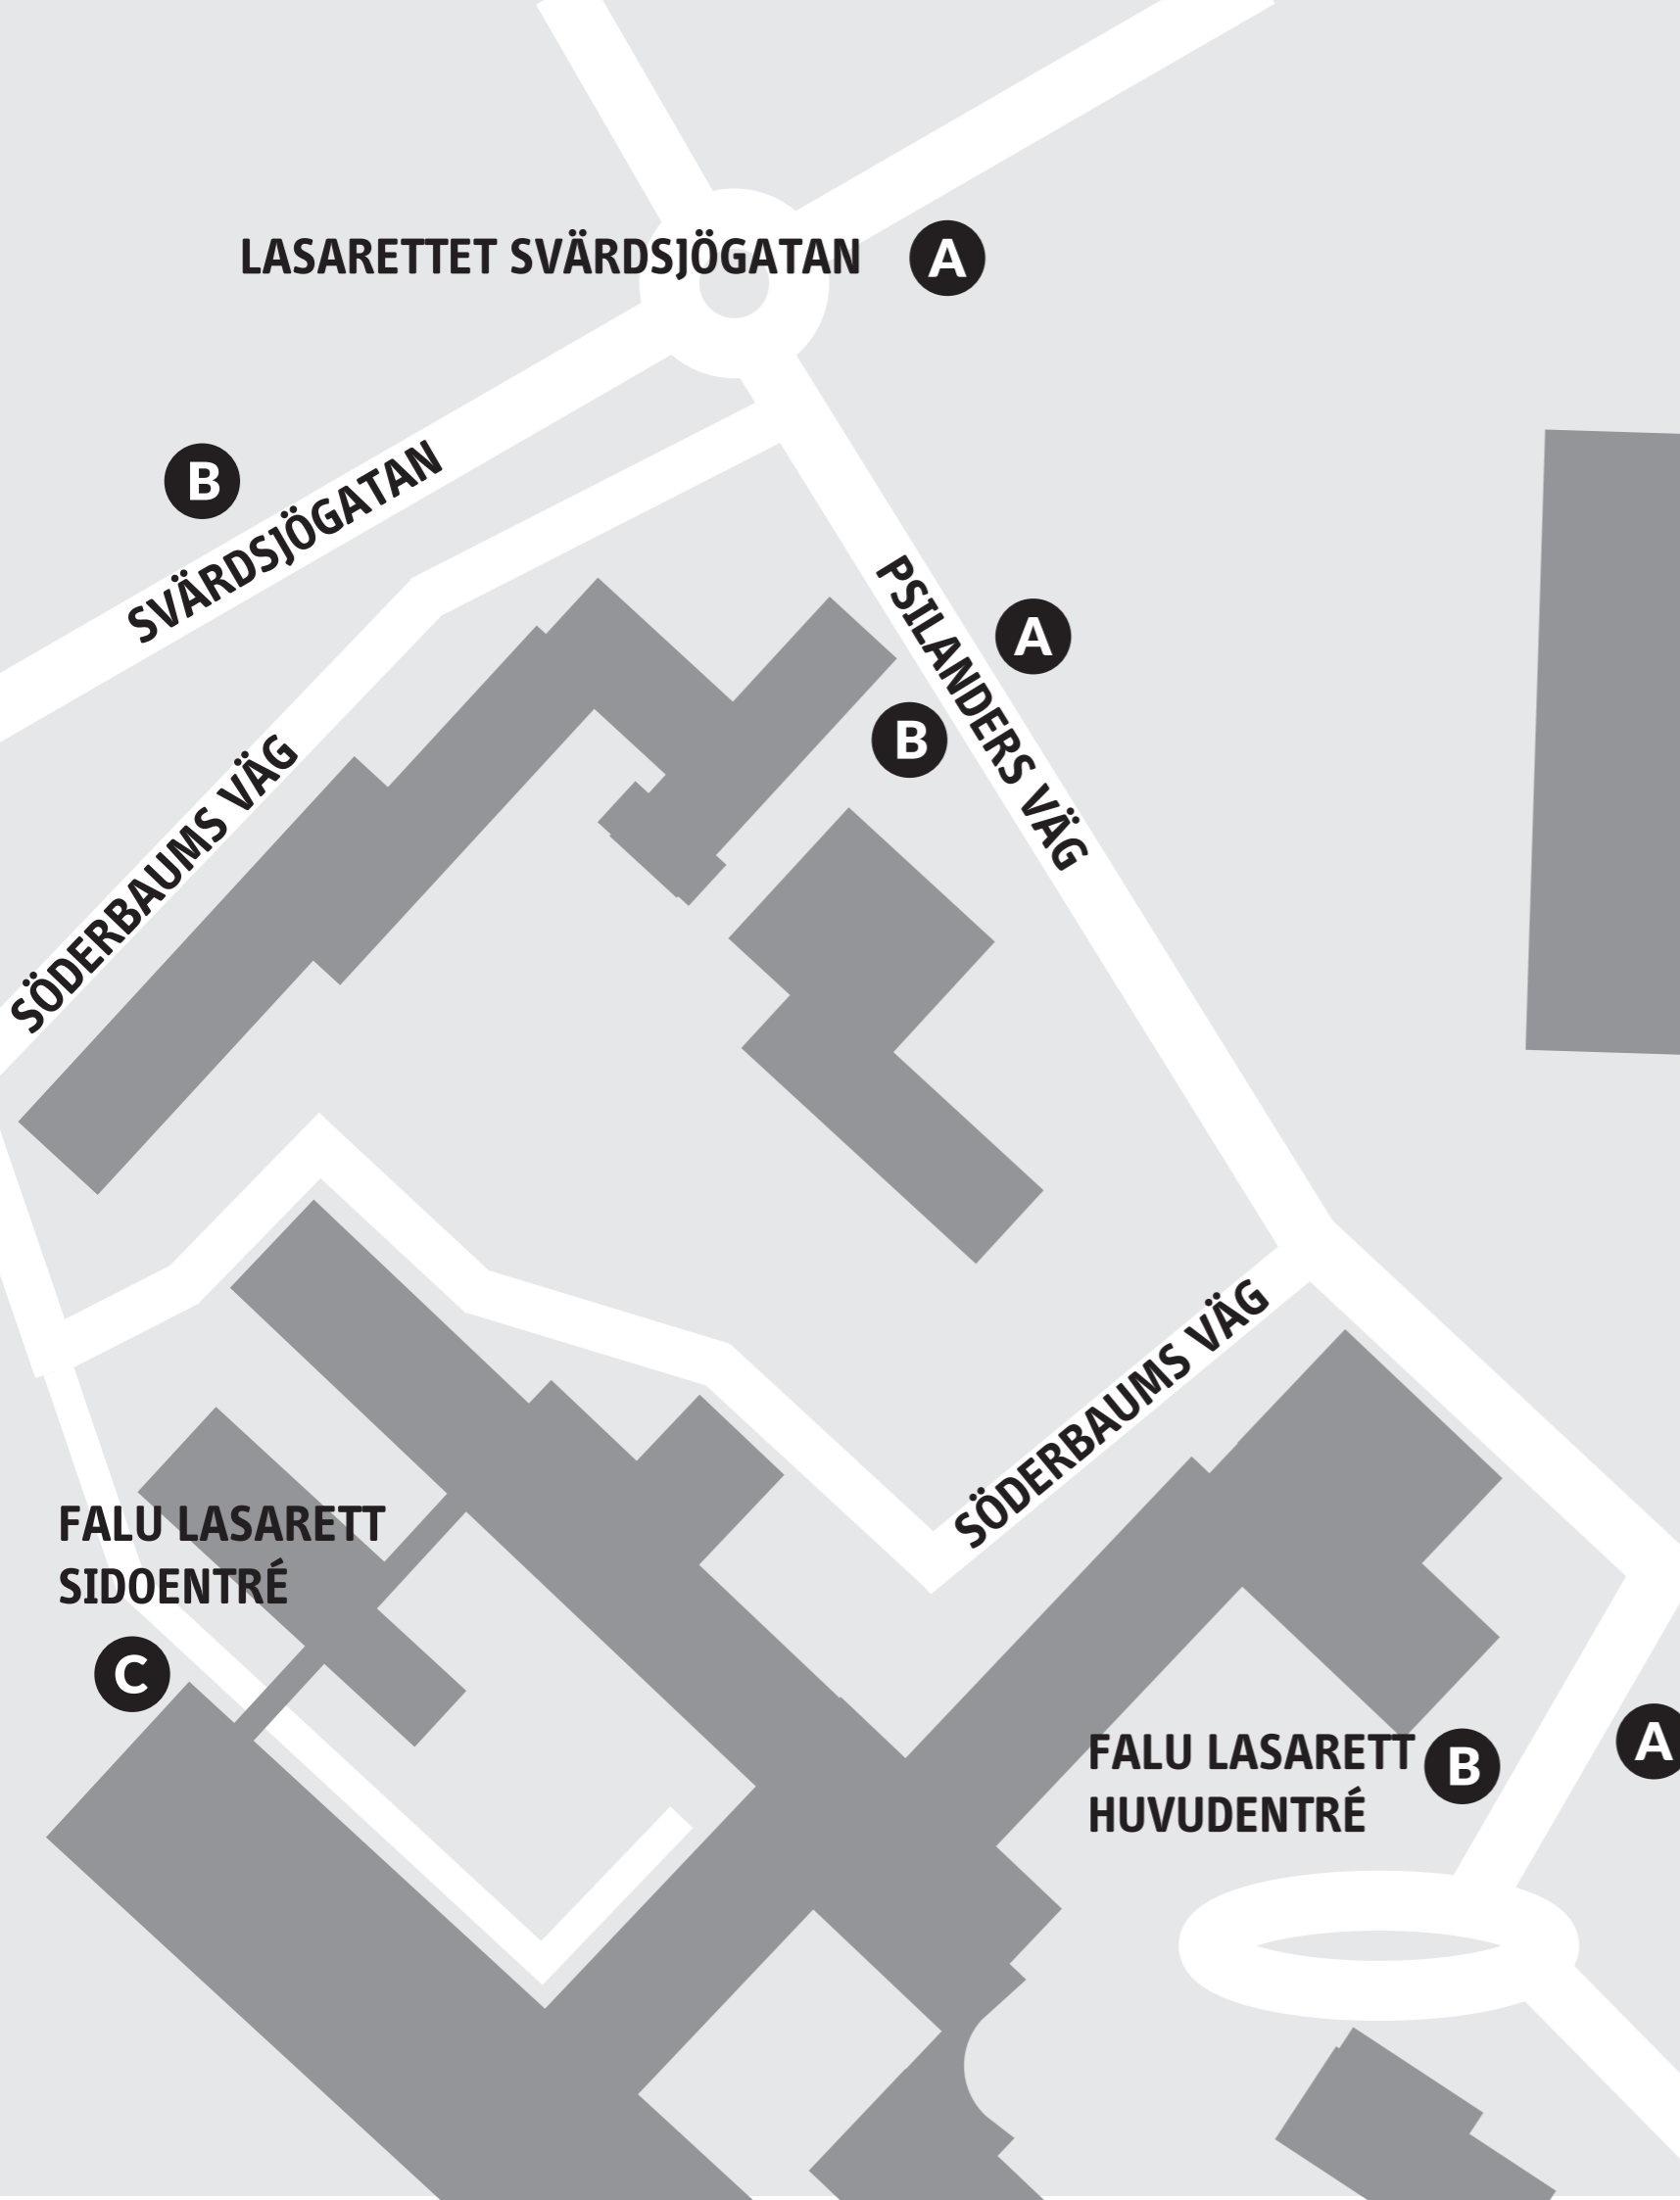 LASARETTET SVÄRDSJÖGATAN A
B
SVÄRDSJÖGATAN
PSILANDERS VÄG
A
B
SÖDERBAUMS VÄG
SÖDERBAUMS VÄG
FALU LASARETT
SIDOENTRÉ
C
FALU LASARETT
HUVUDENTRÉ
B
A